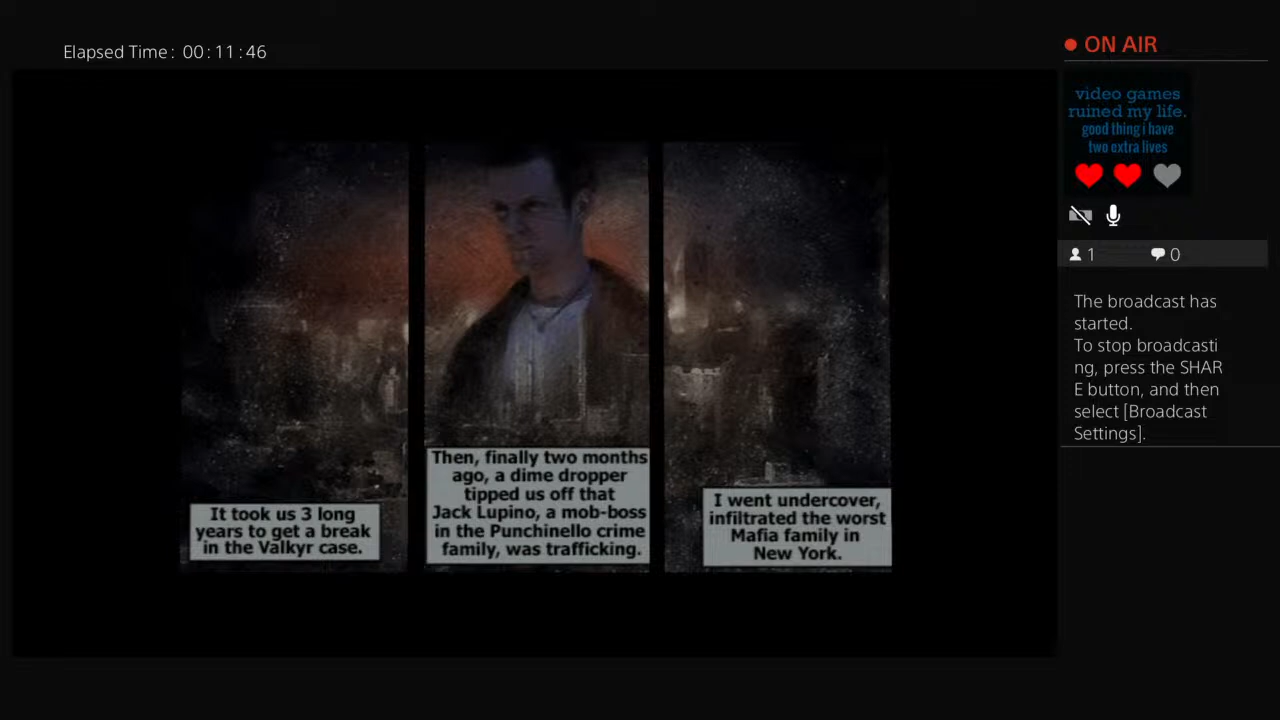 Elapsed Time: 00:11:46
ON AIR
video games
ruined my life.
good thing i have
two extra lives
1
0
The broadcast has
started.
To stop broadcasti
ng, press the SHAR
E button, and then
select [Broadcast
Settings].
It took us 3 long
years to get a break
in the Valkyr case.
Then, finally two months
ago, a dime dropper
tipped us off that
Jack Lupino, a mob-boss
in the Punchinello crime
family, was trafficking.
I went undercover,
infiltrated the worst
Mafia family in
New York.